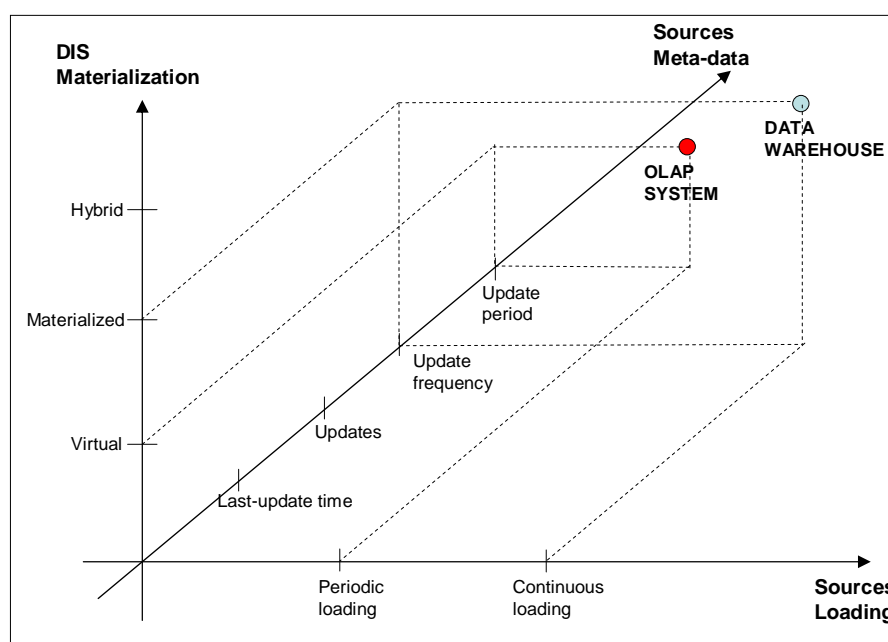 Sources
Meta-data
DIS
Materialization
DATA
WAREHOUSE
OLAP
SYSTEM
Hybrid
Update
period
Materialized
Update
frequency
Updates
Virtual
Last-update time
Periodic
loading
Continuous
loading
Sources
Loading